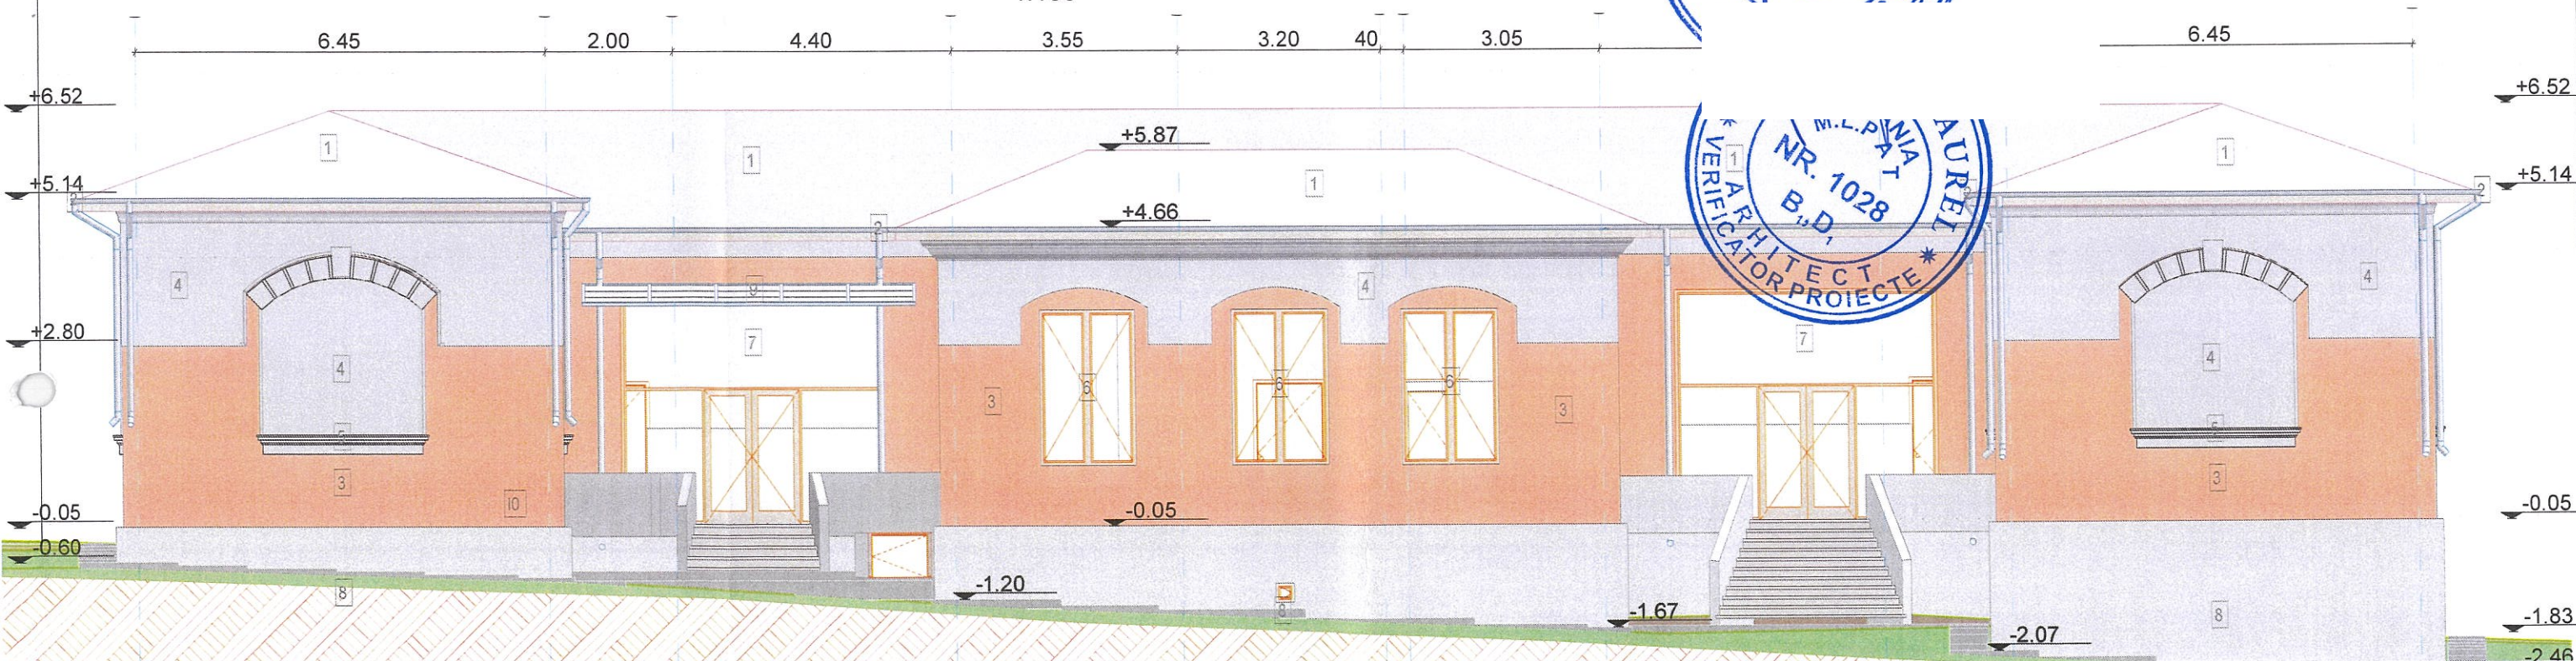 6.45 2.00 4.40 3.55 3.20 40 3.05 6.45
+6.52 +6.52
+5.87
1 1 1 1 1
+5.14 2 2 2 +5.14
+4.66
2
4 9 4 4
+2.80
7 7
4 6 6 6 4
3 3
5 5
3 10 3
-0.05 -0.05 -0.05
-0.60
-1.20
8 8 8
-1.67 -1.83
-2.07
-2.46
AUREL *
* VERIFICATOR PROIECTE *
ARHITECT
M.L.P.A.T
NR. 1028
B1, D1